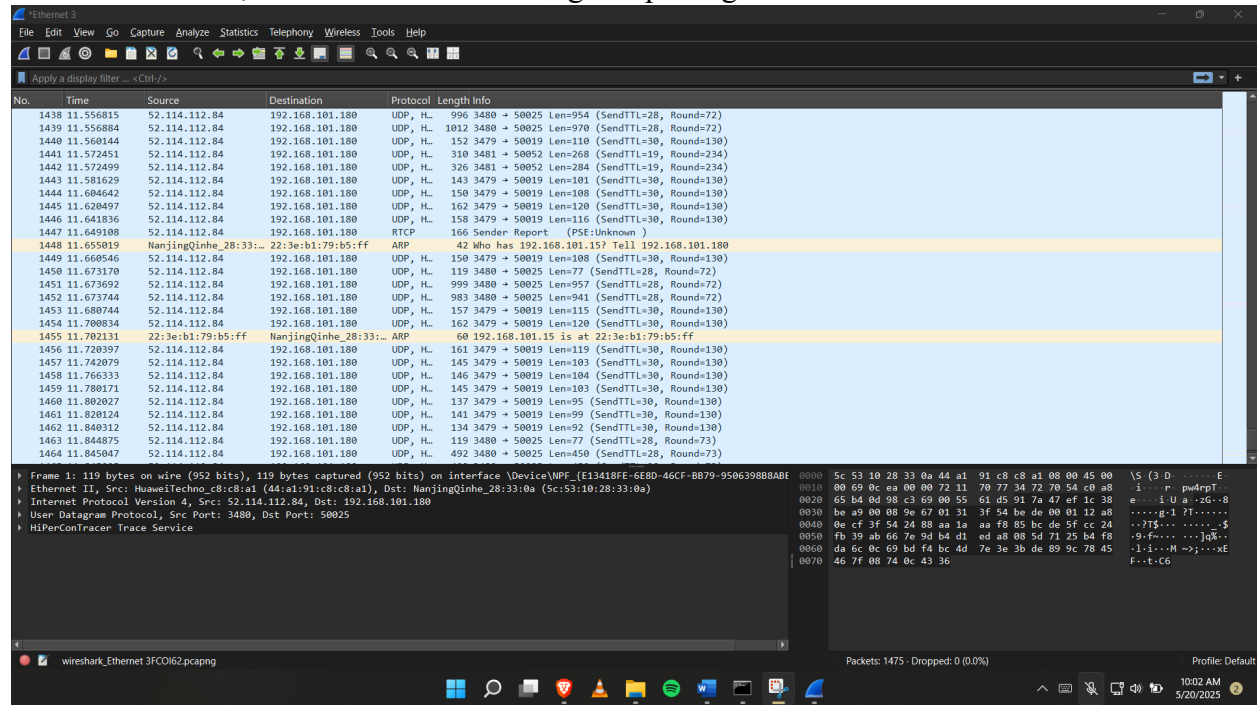 *Ethernet 3
File Edit View Go Capture Analyze Statistics Telephony Wireless Tools Help
Apply a display filter ... <Ctrl-/>
No. Time Source Destination Protocol Length Info
1438 11.556815 52.114.112.84 192.168.101.180 UDP, H… 996 3480 → 50025 Len=954 (SendTTL=28, Round=72)
1439 11.556884 52.114.112.84 192.168.101.180 UDP, H… 1012 3480 → 50025 Len=970 (SendTTL=28, Round=72)
1440 11.560144 52.114.112.84 192.168.101.180 UDP, H… 152 3479 → 50019 Len=110 (SendTTL=30, Round=130)
1441 11.572451 52.114.112.84 192.168.101.180 UDP, H… 310 3481 → 50052 Len=268 (SendTTL=19, Round=234)
1442 11.572499 52.114.112.84 192.168.101.180 UDP, H… 326 3481 → 50052 Len=284 (SendTTL=19, Round=234)
1443 11.581629 52.114.112.84 192.168.101.180 UDP, H… 143 3479 → 50019 Len=101 (SendTTL=30, Round=130)
1444 11.604642 52.114.112.84 192.168.101.180 UDP, H… 150 3479 → 50019 Len=108 (SendTTL=30, Round=130)
1445 11.620497 52.114.112.84 192.168.101.180 UDP, H… 162 3479 → 50019 Len=120 (SendTTL=30, Round=130)
1446 11.641836 52.114.112.84 192.168.101.180 UDP, H… 158 3479 → 50019 Len=116 (SendTTL=30, Round=130)
1447 11.649108 52.114.112.84 192.168.101.180 RTCP 166 Sender Report (PSE:Unknown )
1448 11.655019 NanjingQinhe_28:33:… 22:3e:b1:79:b5:ff ARP 42 Who has 192.168.101.15? Tell 192.168.101.180
1449 11.660546 52.114.112.84 192.168.101.180 UDP, H… 150 3479 → 50019 Len=108 (SendTTL=30, Round=130)
1450 11.673170 52.114.112.84 192.168.101.180 UDP, H… 119 3480 → 50025 Len=77 (SendTTL=28, Round=72)
1451 11.673692 52.114.112.84 192.168.101.180 UDP, H… 999 3480 → 50025 Len=957 (SendTTL=28, Round=72)
1452 11.673744 52.114.112.84 192.168.101.180 UDP, H… 983 3480 → 50025 Len=941 (SendTTL=28, Round=72)
1453 11.680744 52.114.112.84 192.168.101.180 UDP, H… 157 3479 → 50019 Len=115 (SendTTL=30, Round=130)
1454 11.700834 52.114.112.84 192.168.101.180 UDP, H… 162 3479 → 50019 Len=120 (SendTTL=30, Round=130)
1455 11.702131 22:3e:b1:79:b5:ff NanjingQinhe_28:33:… ARP 60 192.168.101.15 is at 22:3e:b1:79:b5:ff
1456 11.720397 52.114.112.84 192.168.101.180 UDP, H… 161 3479 → 50019 Len=119 (SendTTL=30, Round=130)
1457 11.742079 52.114.112.84 192.168.101.180 UDP, H… 145 3479 → 50019 Len=103 (SendTTL=30, Round=130)
1458 11.766333 52.114.112.84 192.168.101.180 UDP, H… 146 3479 → 50019 Len=104 (SendTTL=30, Round=130)
1459 11.780171 52.114.112.84 192.168.101.180 UDP, H… 145 3479 → 50019 Len=103 (SendTTL=30, Round=130)
1460 11.802027 52.114.112.84 192.168.101.180 UDP, H… 137 3479 → 50019 Len=95 (SendTTL=30, Round=130)
1461 11.820124 52.114.112.84 192.168.101.180 UDP, H… 141 3479 → 50019 Len=99 (SendTTL=30, Round=130)
1462 11.840312 52.114.112.84 192.168.101.180 UDP, H… 134 3479 → 50019 Len=92 (SendTTL=30, Round=130)
1463 11.844875 52.114.112.84 192.168.101.180 UDP, H… 119 3480 → 50025 Len=77 (SendTTL=28, Round=73)
1464 11.845047 52.114.112.84 192.168.101.180 UDP, H… 492 3480 → 50025 Len=450 (SendTTL=28, Round=73)
Frame 1: 119 bytes on wire (952 bits), 119 bytes captured (952 bits) on interface \Device\NPF_{E13418FE-6E8D-46CF-BB79-9506398B8ABE
Ethernet II, Src: HuaweiTechno_c8:c8:a1 (44:a1:91:c8:c8:a1), Dst: NanjingQinhe_28:33:0a (5c:53:10:28:33:0a)
Internet Protocol Version 4, Src: 52.114.112.84, Dst: 192.168.101.180
User Datagram Protocol, Src Port: 3480, Dst Port: 50025
HiPerConTracer Trace Service
0000 5c 53 10 28 33 0a 44 a1 91 c8 c8 a1 08 00 45 00 \S·(3·D· ······E·
0010 00 69 0c ea 00 00 72 11 70 77 34 72 70 54 c0 a8 ·i····r· pw4rpT··
0020 65 b4 0d 98 c3 69 00 55 61 d5 91 7a 47 ef 1c 38 e····i·U a··zG··8
0030 be a9 00 08 9e 67 01 31 3f 54 be de 00 01 12 a8 ·····g·1 ?T······
0040 0e cf 3f 54 24 88 aa 1a aa f8 85 bc de 5f cc 24 ··?T$··· ·····_·$
0050 fb 39 ab 66 7e 9d b4 d1 ed a8 08 5d 71 25 b4 f8 ·9·f~··· ···]q%··
0060 da 6c 0c 69 bd f4 bc 4d 7e 3e 3b de 89 9c 78 45 ·l·i···M ~>;···xE
0070 46 7f 08 74 0c 43 36 F··t·C6
wireshark_Ethernet 3FCOI62.pcapng
Packets: 1475 · Dropped: 0 (0.0%)
Profile: Default
10:02 AM
5/20/2025
2